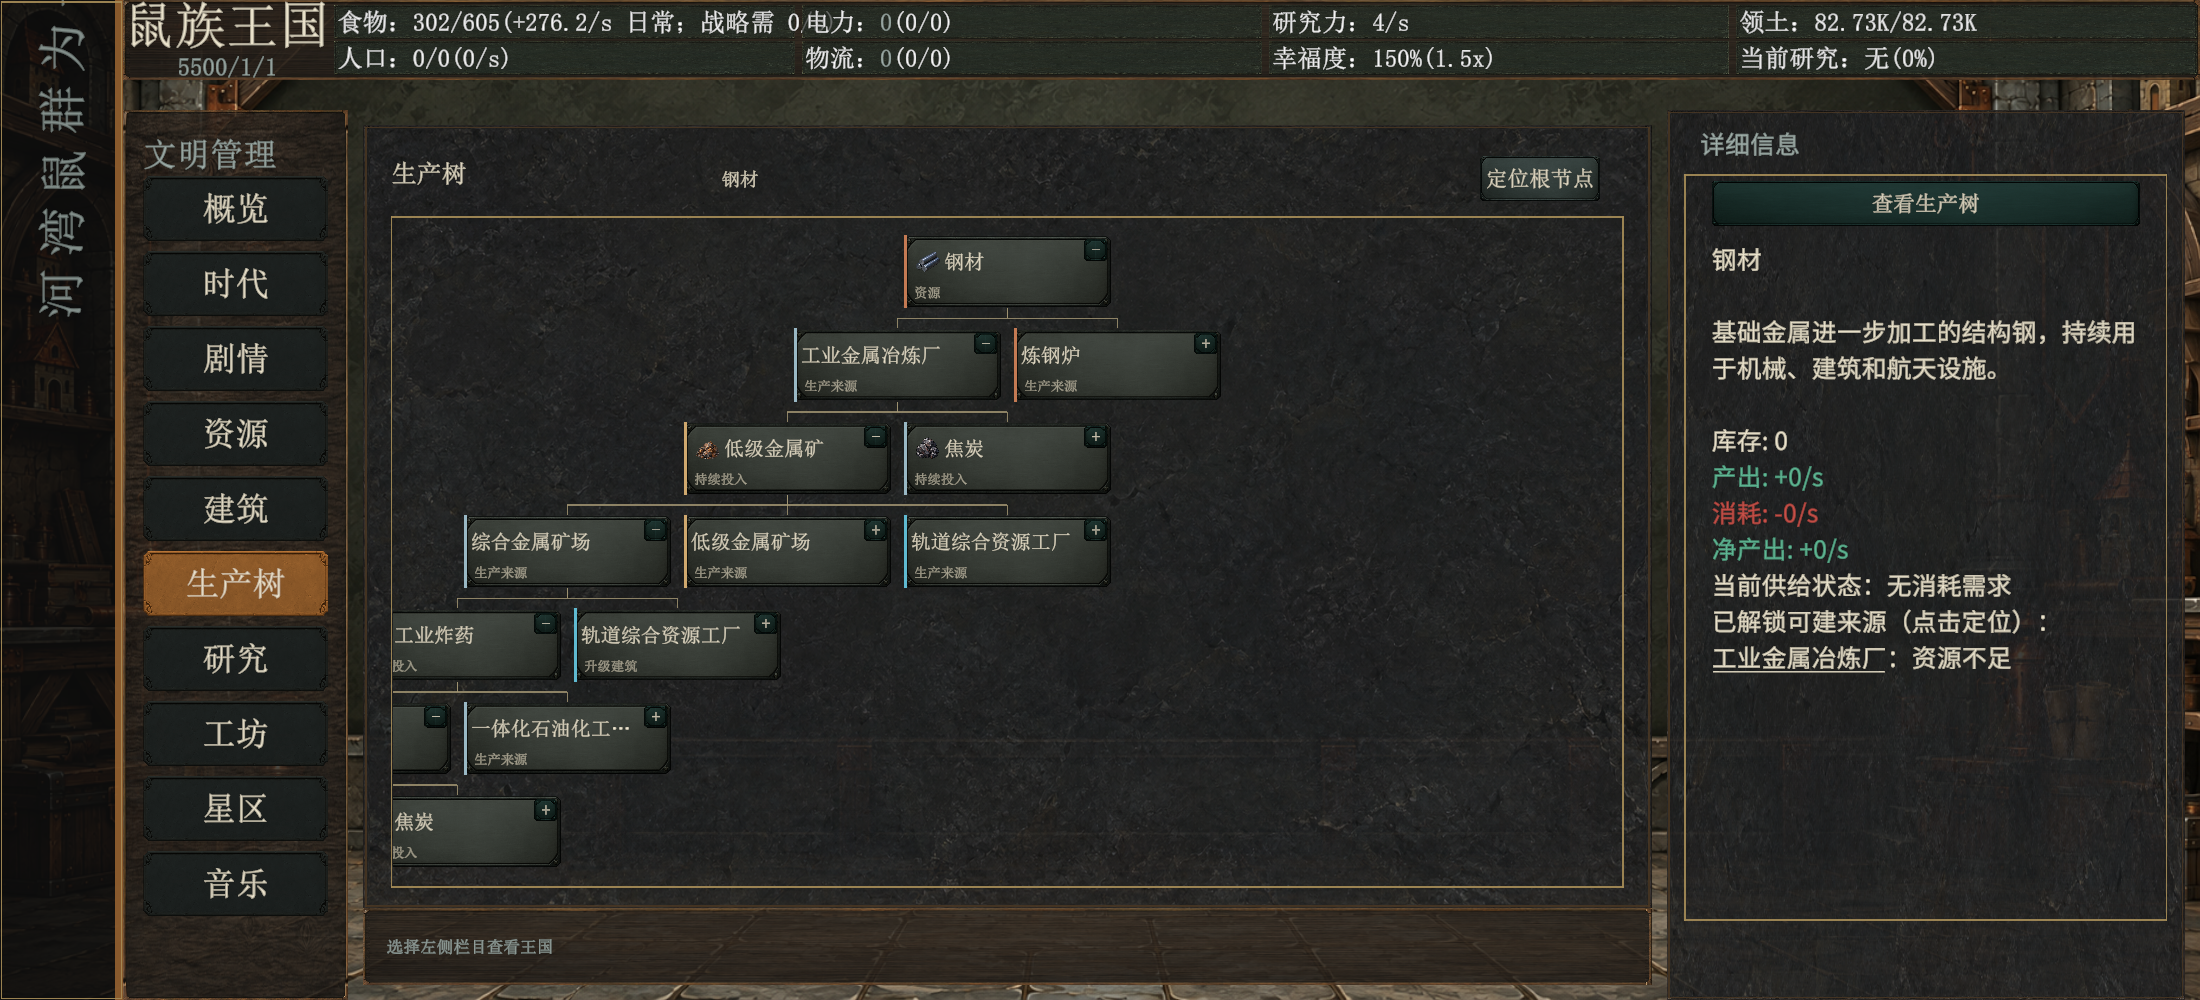 河湾鼠群为
鼠族王国
5500/1/1
食物: 302/605(+276.2/s 日常; 战略需 0/
电力: 0(0/0)
研究力: 4/s
领土: 82.73K/82.73K
人口: 0/0(0/s)
物流: 0(0/0)
幸福度: 150%(1.5x)
当前研究: 无(0%)
文明管理
概览
时代
剧情
资源
建筑
生产树
研究
工坊
星区
音乐
生产树
钢材
定位根节点
钢材
资源
工业金属冶炼厂
生产来源
炼钢炉
生产来源
低级金属矿
持续投入
焦炭
持续投入
综合金属矿场
生产来源
低级金属矿场
生产来源
轨道综合资源工厂
生产来源
工业炸药
投入
轨道综合资源工厂
升级建筑
一体化石油化工…
生产来源
焦炭
投入
选择左侧栏目查看王国
详细信息
查看生产树
钢材
基础金属进一步加工的结构钢，持续用
于机械、建筑和航天设施。
库存: 0
产出: +0/s
消耗: -0/s
净产出: +0/s
当前供给状态：无消耗需求
已解锁可建来源（点击定位）：
工业金属冶炼厂：资源不足